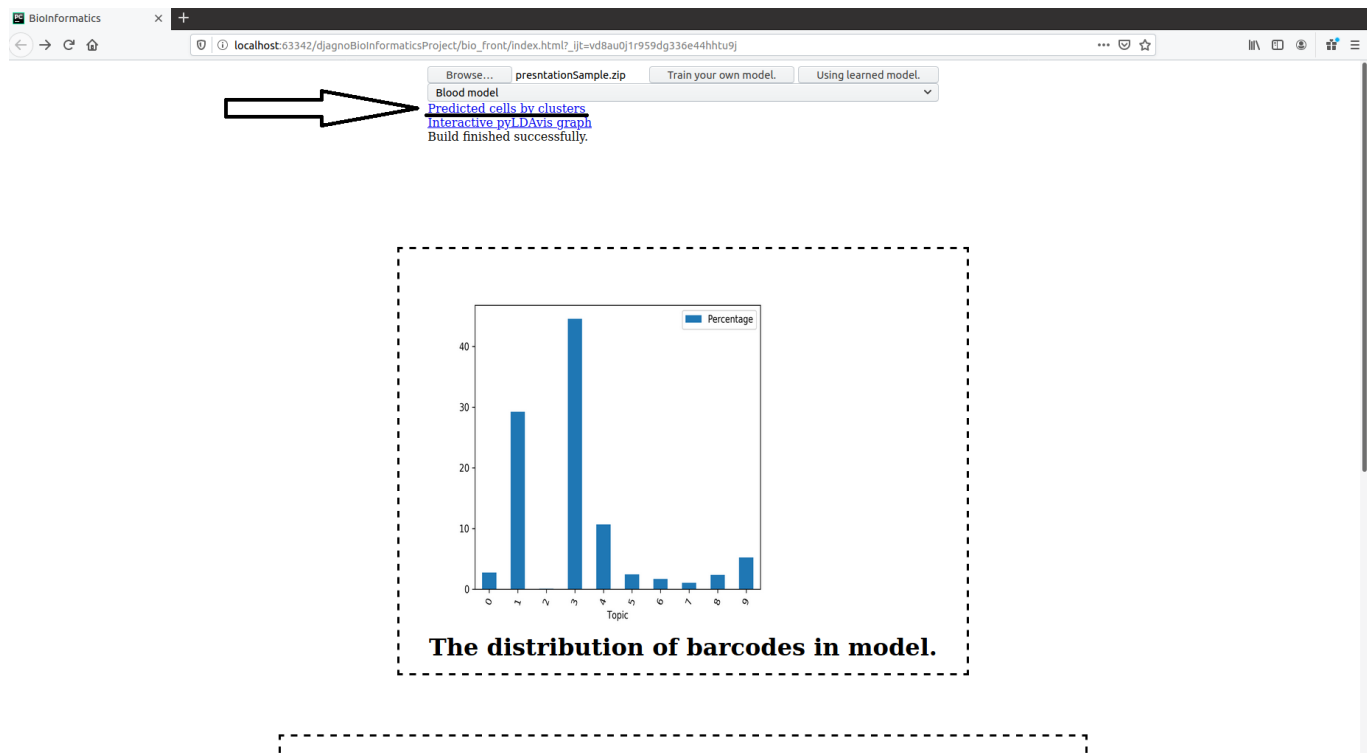 BioInformatics
localhost:63342/djagnoBioInformaticsProject/bio_front/index.html?_ijt=vd8au0j1r959dg336e44hhtu9j
Browse... presntationSample.zip Train your own model. Using learned model.
Blood model
Predicted cells by clusters
Interactive pyLDAvis graph
Build finished successfully.
Percentage
40
30
20
10
0
0 1 2 3 4 5 6 7 8 9
Topic
The distribution of barcodes in model.